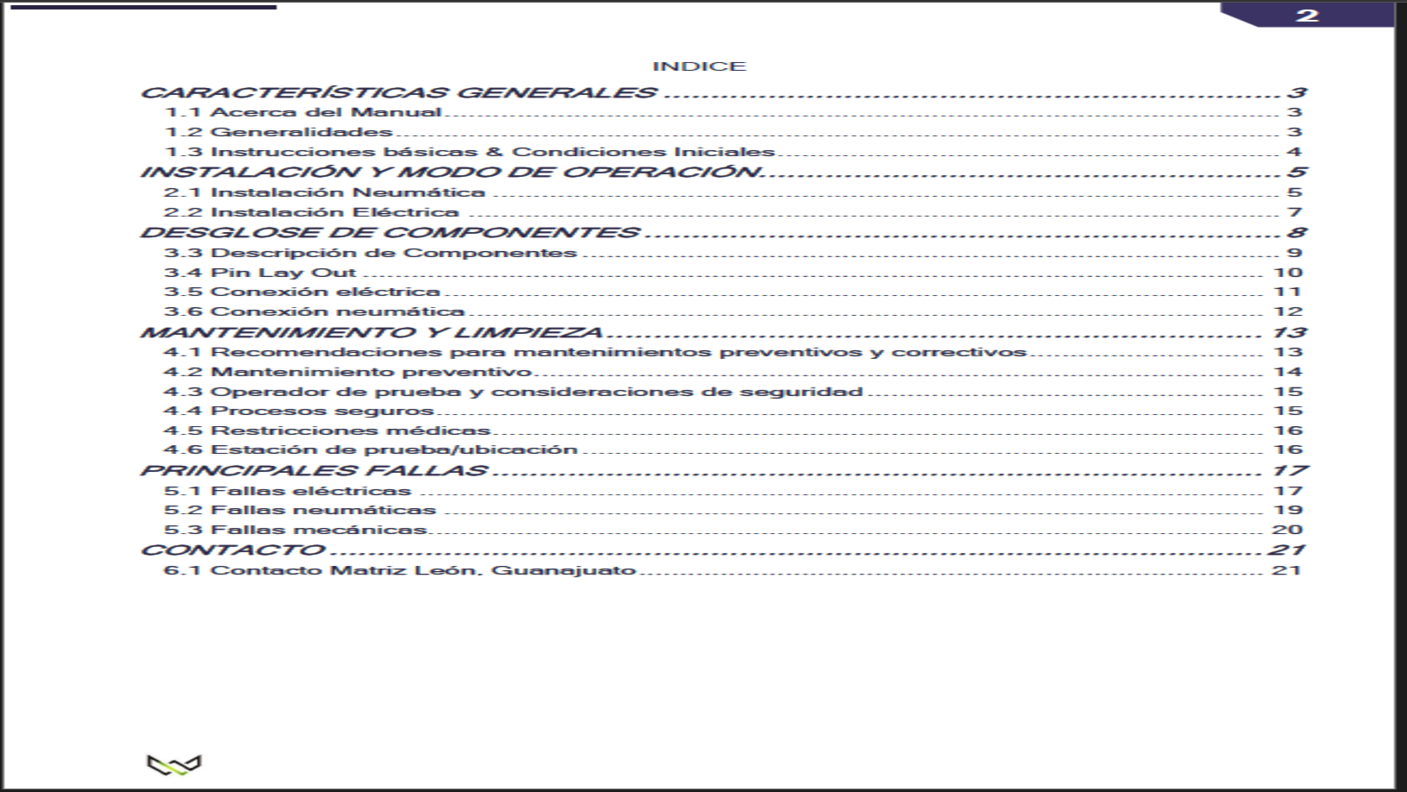 2
INDICE
CARACTERÍSTICAS GENERALES ........ 3
1.1 Acerca del Manual ........ 3
1.2 Generalidades ........ 3
1.3 Instrucciones básicas & Condiciones Iniciales ........ 4
INSTALACIÓN Y MODO DE OPERACIÓN ........ 5
2.1 Instalación Neumática ........ 5
2.2 Instalación Eléctrica ........ 7
DESGLOSE DE COMPONENTES ........ 8
3.3 Descripción de Componentes ........ 9
3.4 Pin Lay Out ........ 10
3.5 Conexión eléctrica ........ 11
3.6 Conexión neumática ........ 12
MANTENIMIENTO Y LIMPIEZA ........ 13
4.1 Recomendaciones para mantenimientos preventivos y correctivos ........ 13
4.2 Mantenimiento preventivo ........ 14
4.3 Operador de prueba y consideraciones de seguridad ........ 15
4.4 Procesos seguros ........ 15
4.5 Restricciones médicas ........ 16
4.6 Estación de prueba/ubicación ........ 16
PRINCIPALES FALLAS ........ 17
5.1 Fallas eléctricas ........ 17
5.2 Fallas neumáticas ........ 19
5.3 Fallas mecánicas ........ 20
CONTACTO ........ 21
6.1 Contacto Matriz León, Guanajuato ........ 21